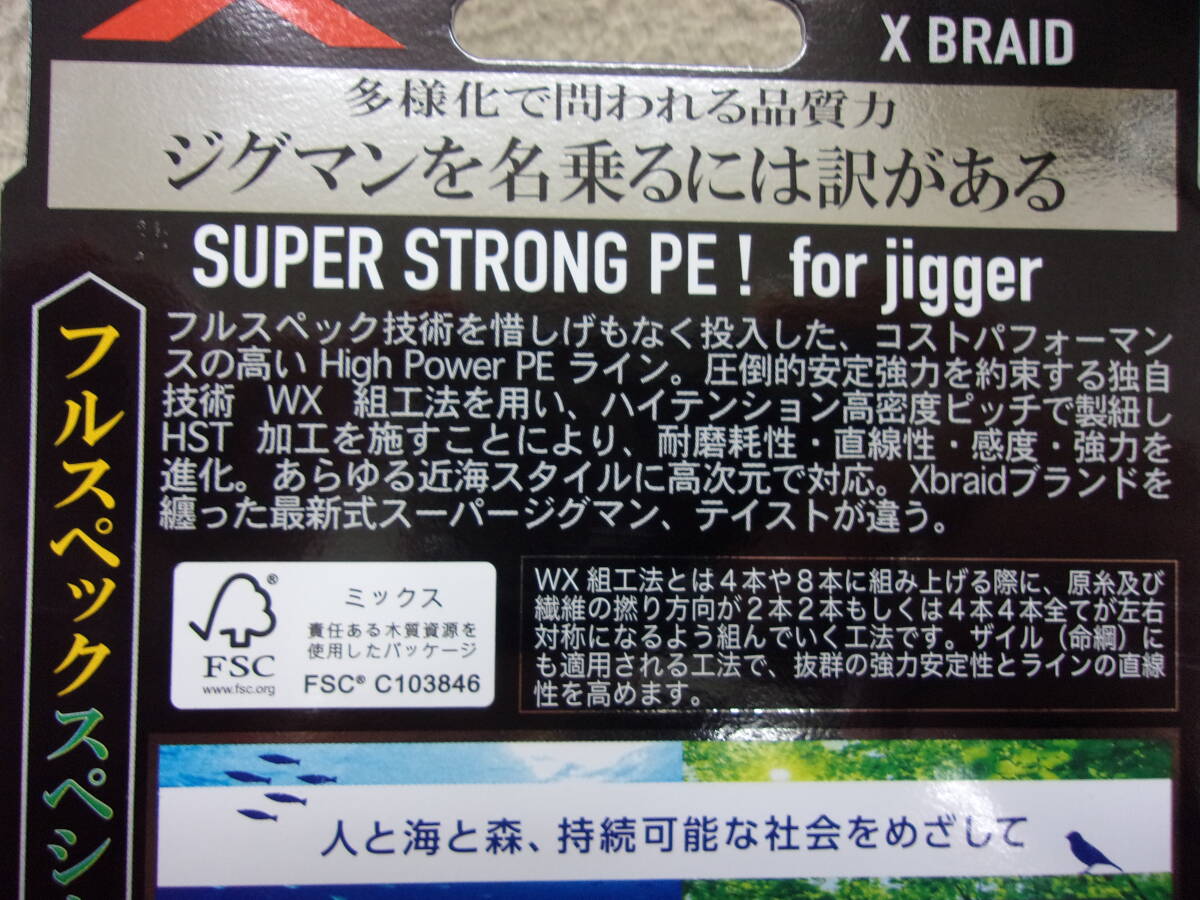 X BRAID
多様化で問われる品質力
ジグマンを名乗るには訳がある
SUPER STRONG PE! for jigger
フルスペック技術を惜しげもなく投入した、コストパフォーマン
スの高い High Power PE ライン。圧倒的安定強力を約束する独自
技術 WX 組工法を用い、ハイテンション高密度ピッチで製紐し
HST 加工を施すことにより、耐磨耗性・直線性・感度・強力を
進化。あらゆる近海スタイルに高次元で対応。Xbraidブランドを
纏った最新式スーパージグマン、テイストが違う。
フルスペックスペシ
FSC®
www.fsc.org
ミックス
責任ある木質資源を
使用したパッケージ
FSC® C103846
WX 組工法とは４本や８本に組み上げる際に、原糸及び
繊維の撚り方向が２本２本もしくは４本４本全てが左右
対称になるよう組んでいく工法です。ザイル（命綱）に
も適用される工法で、抜群の強力安定性とラインの直線
性を高めます。
人と海と森、持続可能な社会をめざして